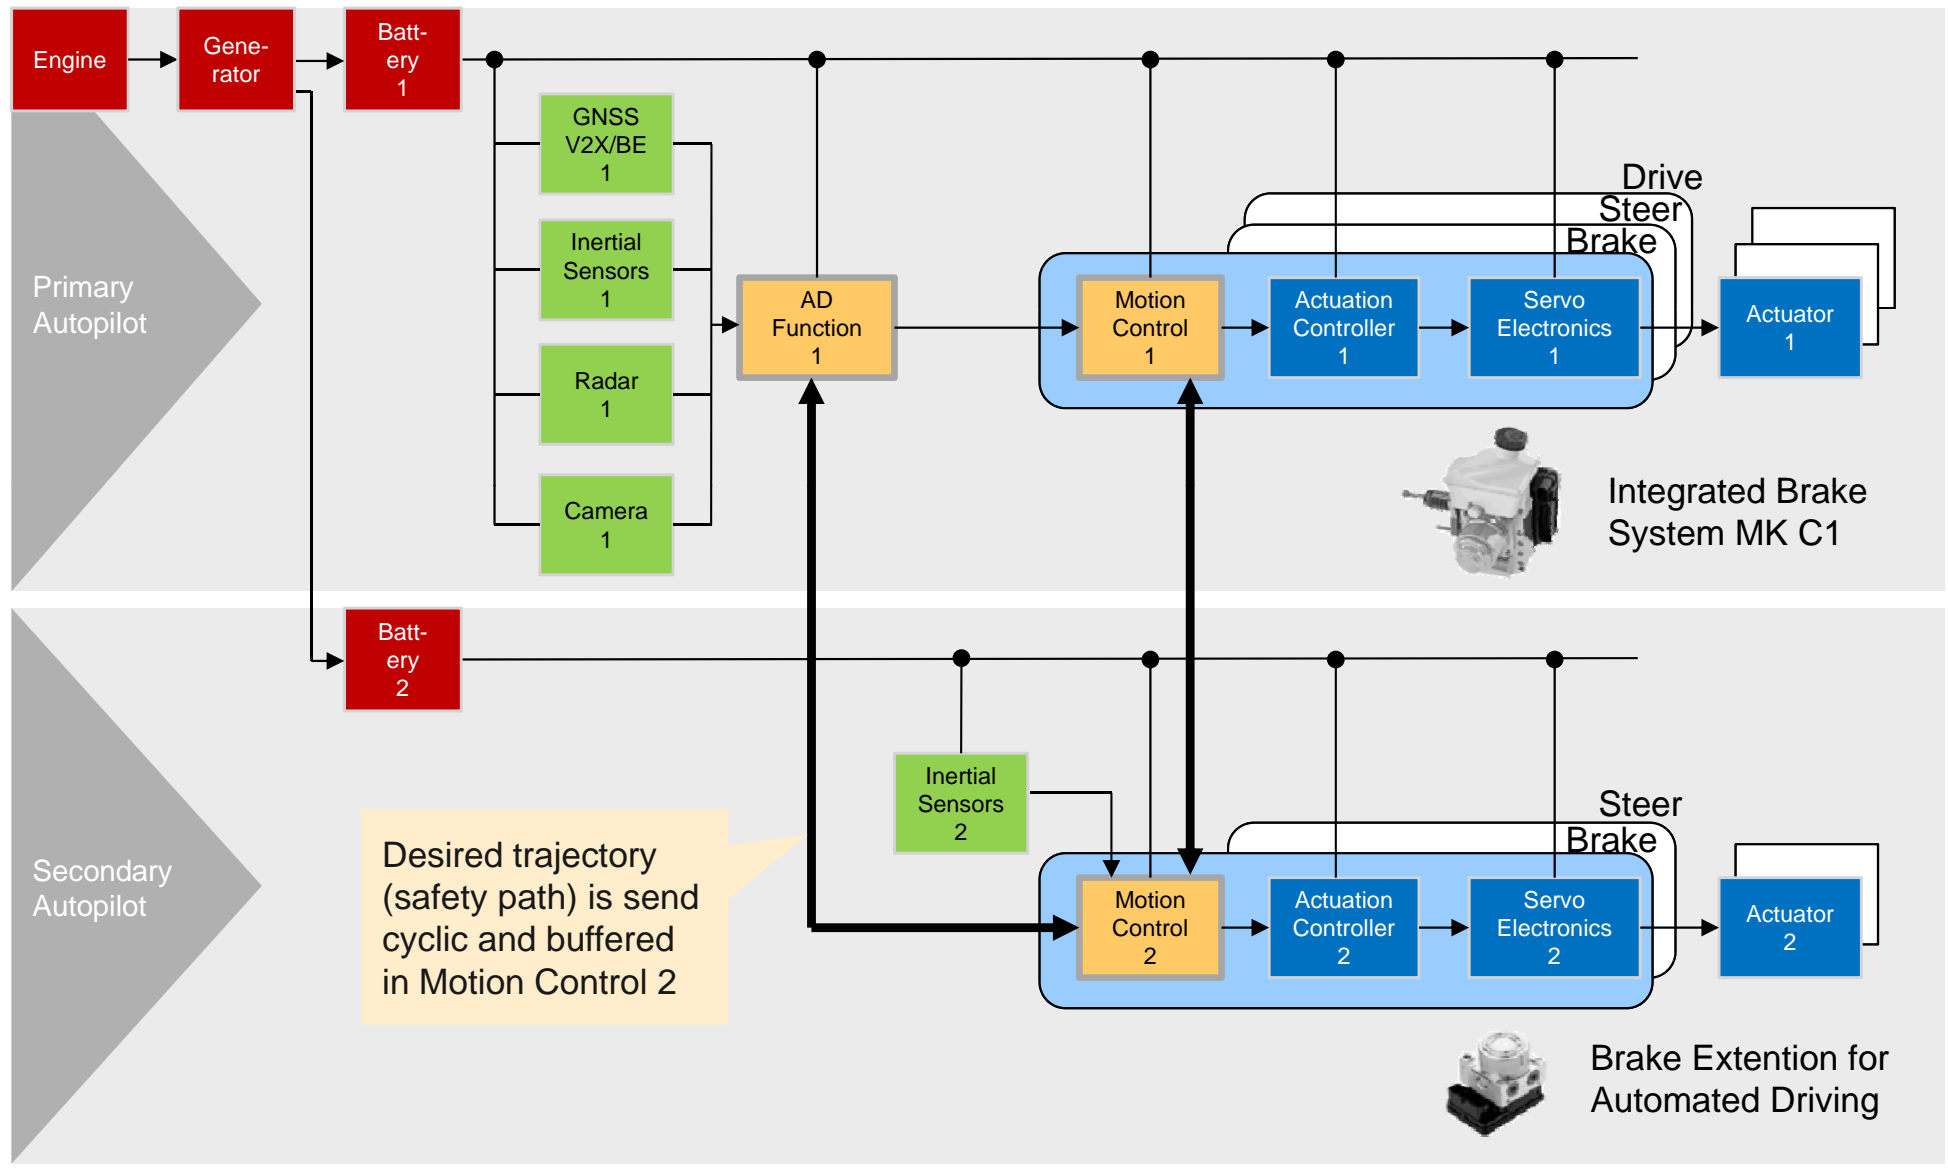 Engine
Gene-
rator
Batt-
ery
1
GNSS
V2X/BE
1
Drive
Steer
Brake
Inertial
Sensors
1
Primary
Autopilot
AD
Function
1
Motion
Control
1
Actuation
Controller
1
Servo
Electronics
1
Actuator
1
Radar
1
Camera
1
Integrated Brake
System MK C1
Batt-
ery
2
Inertial
Sensors
2
Steer
Brake
Desired trajectory
(safety path) is send
cyclic and buffered
in Motion Control 2
Secondary
Autopilot
Motion
Control
2
Actuation
Controller
2
Servo
Electronics
2
Actuator
2
Brake Extention for
Automated Driving